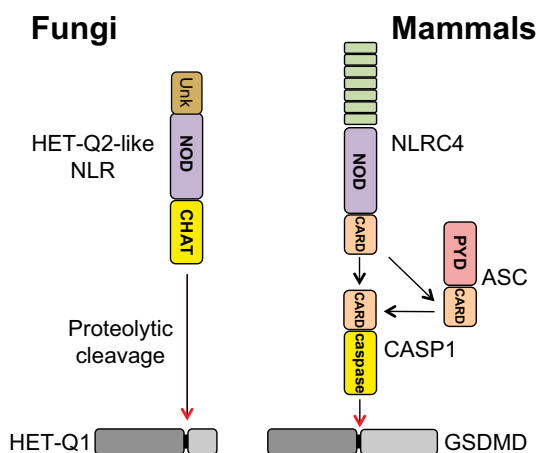 Fungi
Mammals
Unk
NOD
CHAT
HET-Q2-like
NLR
Proteolytic
cleavage
HET-Q1
NLRC4
NOD
CARD
PYD
CARD
ASC
CARD
caspase
CASP1
GSDMD